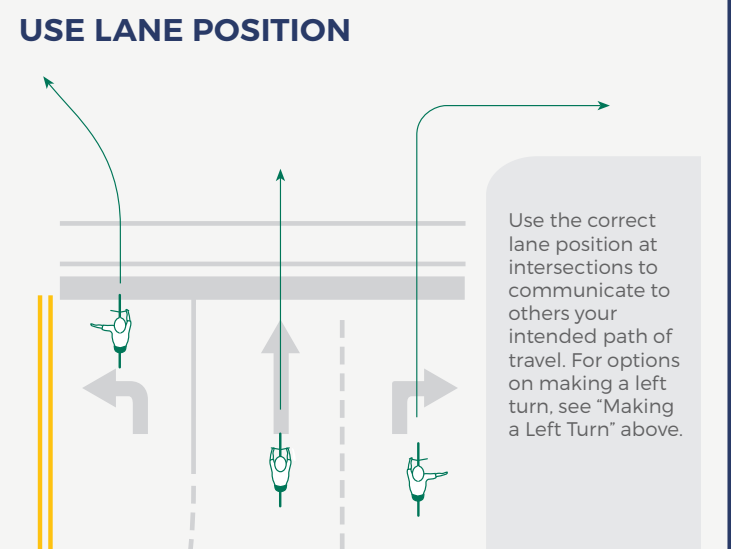 USE LANE POSITION
Use the correct
lane position at
intersections to
communicate to
others your
intended path of
travel. For options
on making a left
turn, see “Making
a Left Turn” above.